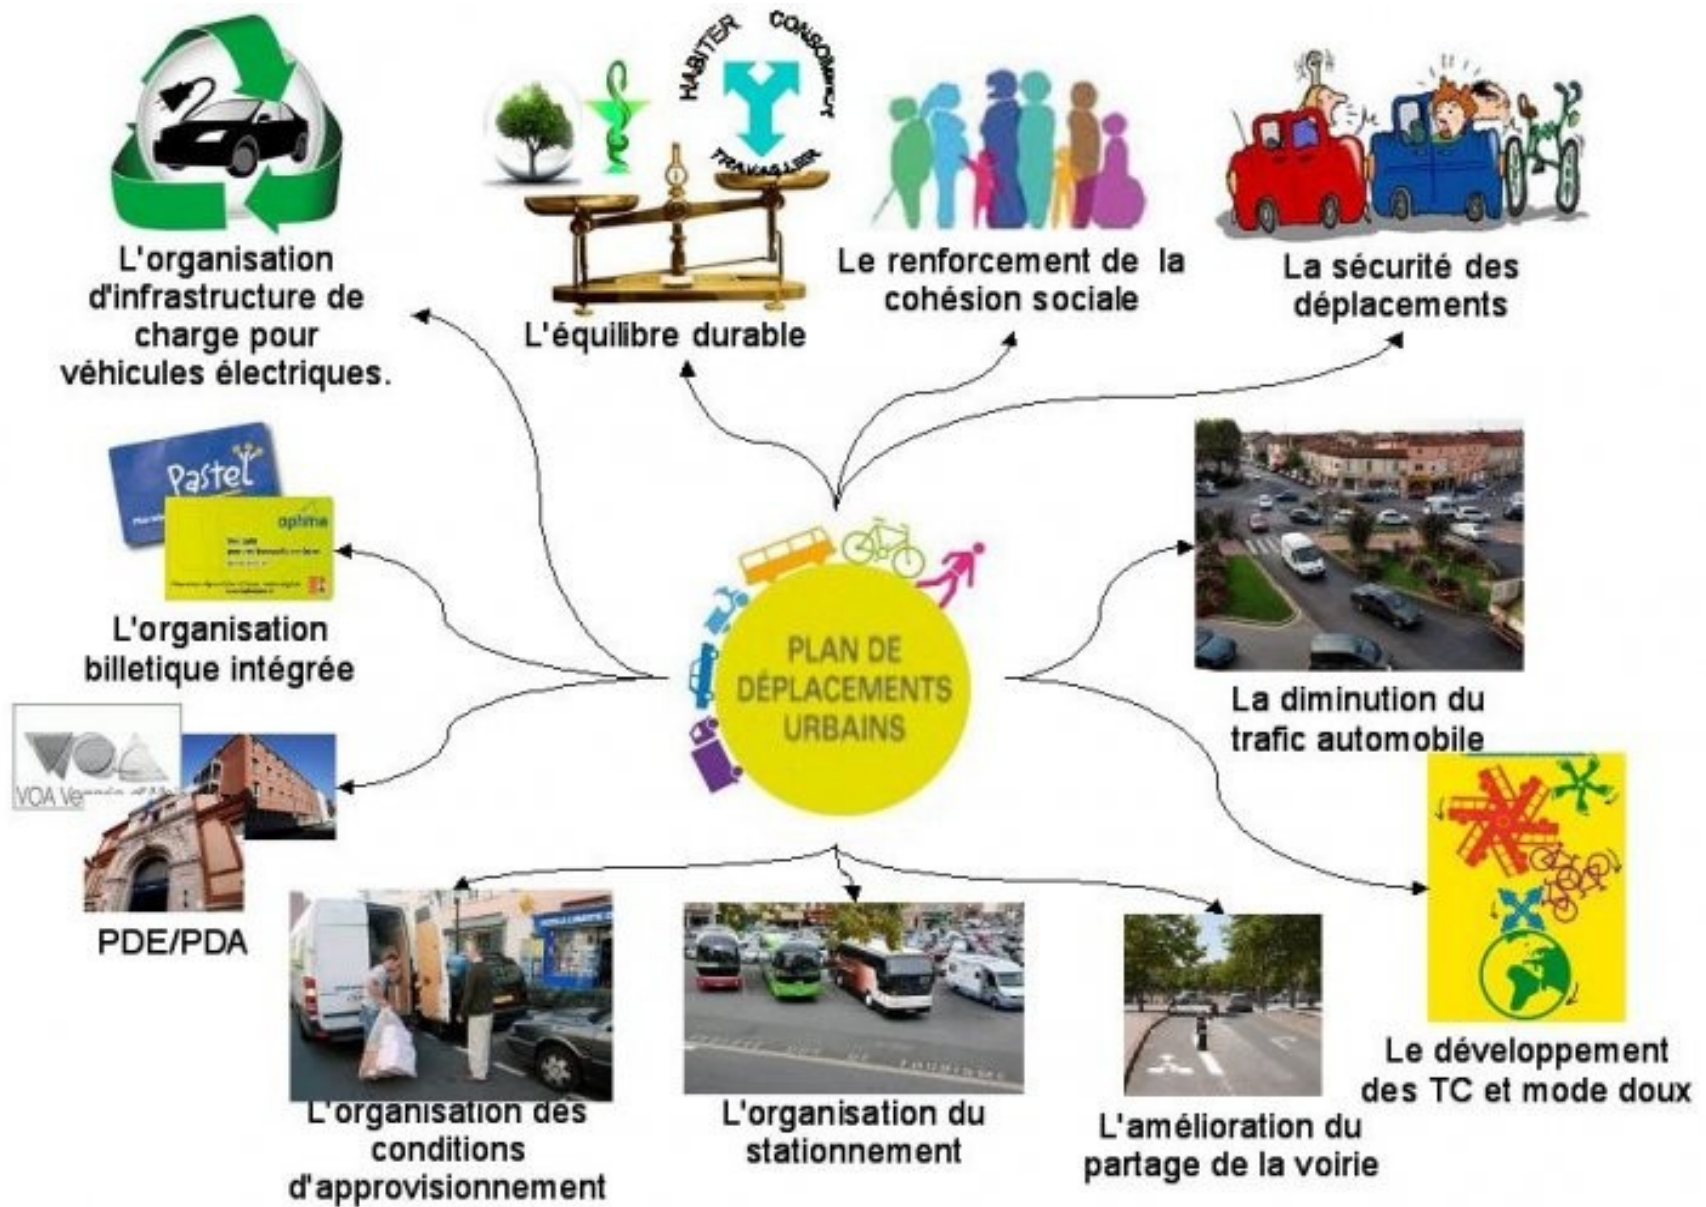 HABITER
CONSOMMER
TRAVAILLER
L'organisation
d'infrastructure de
charge pour
véhicules électriques.
L'équilibre durable
Le renforcement de la
cohésion sociale
La sécurité des
déplacements
Pastel
optima
L'organisation
billetique intégrée
PLAN DE
DÉPLACEMENTS
URBAINS
La diminution du
trafic automobile
VOA
VOA
PDE/PDA
L'organisation des
conditions
d'approvisionnement
L'organisation du
stationnement
L'amélioration du
partage de la voirie
Le développement
des TC et mode doux